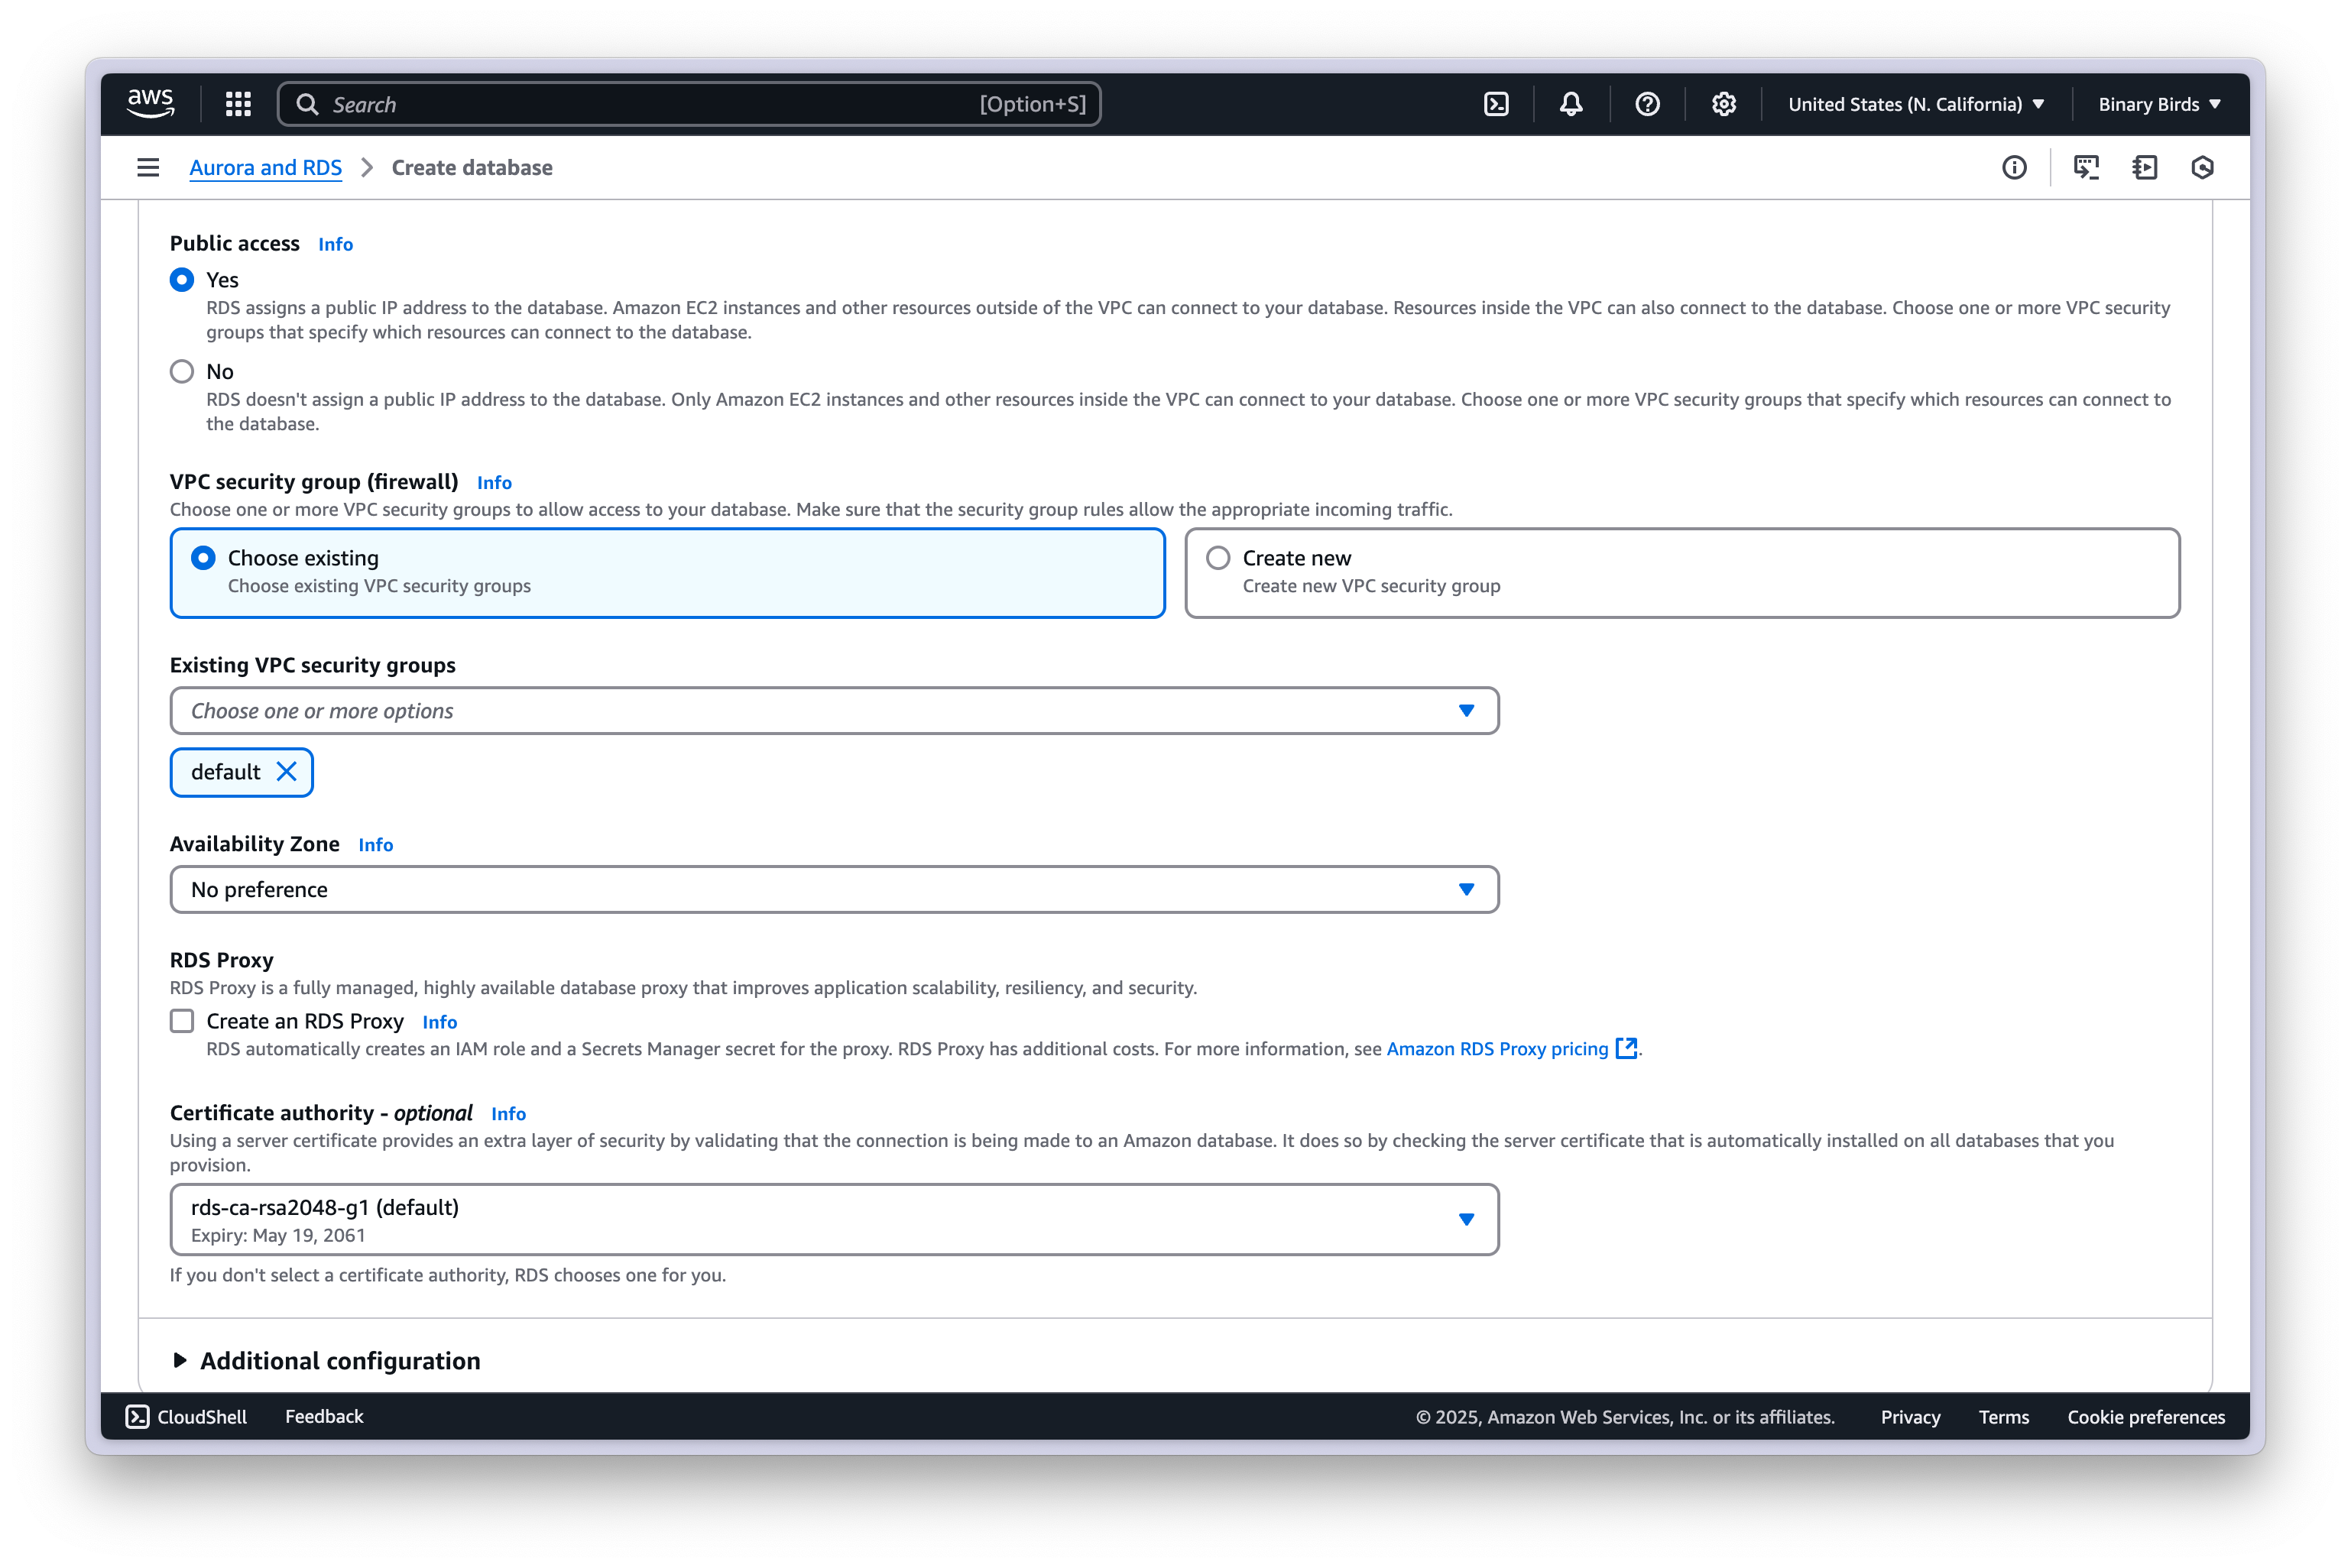 aws
Search [Option+S]
United States (N. California)
Binary Birds
Aurora and RDS > Create database
Public access Info
Yes
RDS assigns a public IP address to the database. Amazon EC2 instances and other resources outside of the VPC can connect to your database. Resources inside the VPC can also connect to the database. Choose one or more VPC security
groups that specify which resources can connect to the database.
No
RDS doesn't assign a public IP address to the database. Only Amazon EC2 instances and other resources inside the VPC can connect to your database. Choose one or more VPC security groups that specify which resources can connect to
the database.
VPC security group (firewall) Info
Choose one or more VPC security groups to allow access to your database. Make sure that the security group rules allow the appropriate incoming traffic.
Choose existing
Choose existing VPC security groups
Create new
Create new VPC security group
Existing VPC security groups
Choose one or more options
default
Availability Zone Info
No preference
RDS Proxy
RDS Proxy is a fully managed, highly available database proxy that improves application scalability, resiliency, and security.
Create an RDS Proxy Info
RDS automatically creates an IAM role and a Secrets Manager secret for the proxy. RDS Proxy has additional costs. For more information, see Amazon RDS Proxy pricing.
Certificate authority - optional Info
Using a server certificate provides an extra layer of security by validating that the connection is being made to an Amazon database. It does so by checking the server certificate that is automatically installed on all databases that you
provision.
rds-ca-rsa2048-g1 (default)
Expiry: May 19, 2061
If you don't select a certificate authority, RDS chooses one for you.
Additional configuration
CloudShell Feedback © 2025, Amazon Web Services, Inc. or its affiliates. Privacy Terms Cookie preferences